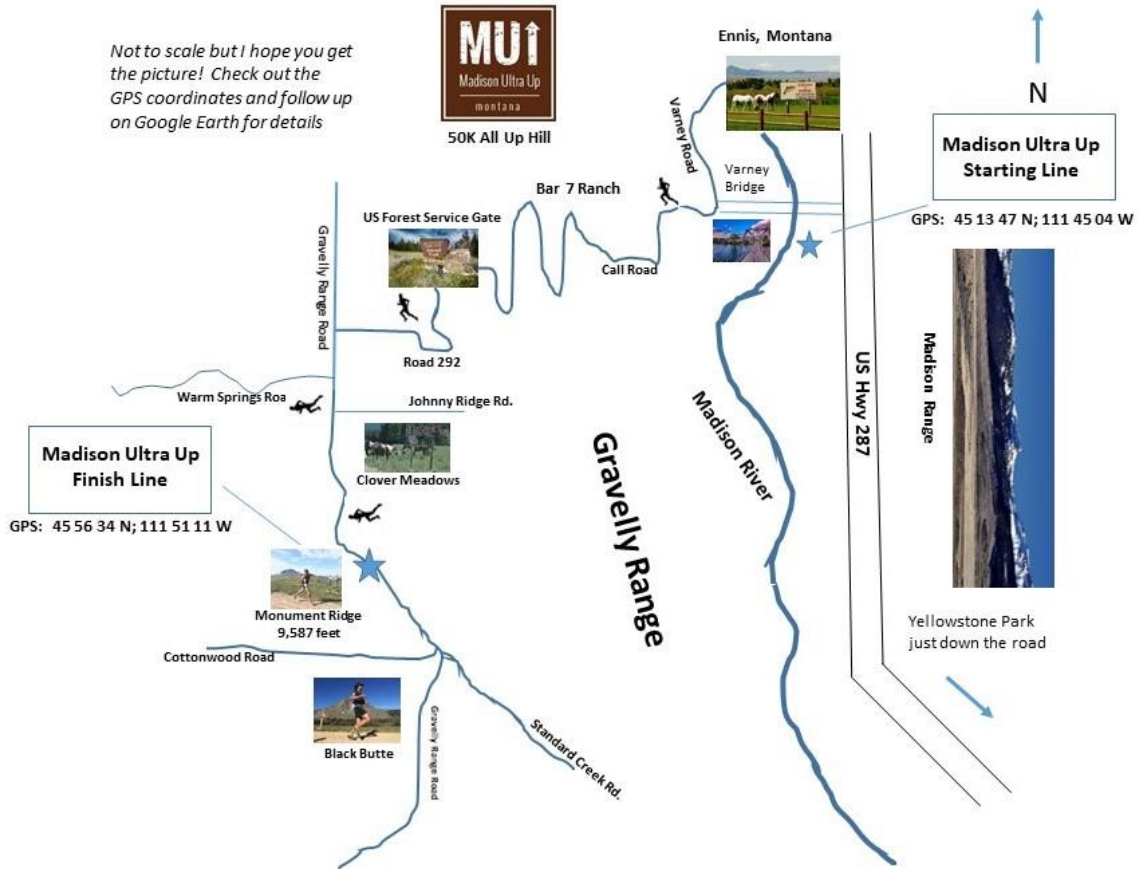 Not to scale but I hope you get
the picture! Check out the
GPS coordinates and follow up
on Google Earth for details
MU
Madison Ultra Up
montana
50K All Up Hill
Ennis, Montana
N
Madison Ultra Up
Starting Line
GPS: 45 13 47 N; 111 45 04 W
Varney Road
Varney
Bridge
Bar 7 Ranch
US Forest Service Gate
Call Road
Gravelly Range Road
Road 292
Warm Springs Roa
Johnny Ridge Rd.
Madison Ultra Up
Finish Line
GPS: 45 56 34 N; 111 51 11 W
Clover Meadows
Gravelly Range
Madison River
US Hwy 287
Madison Range
Monument Ridge
9,587 feet
Yellowstone Park
just down the road
Cottonwood Road
Black Butte
Gravelly Range Road
Standard Creek Rd.